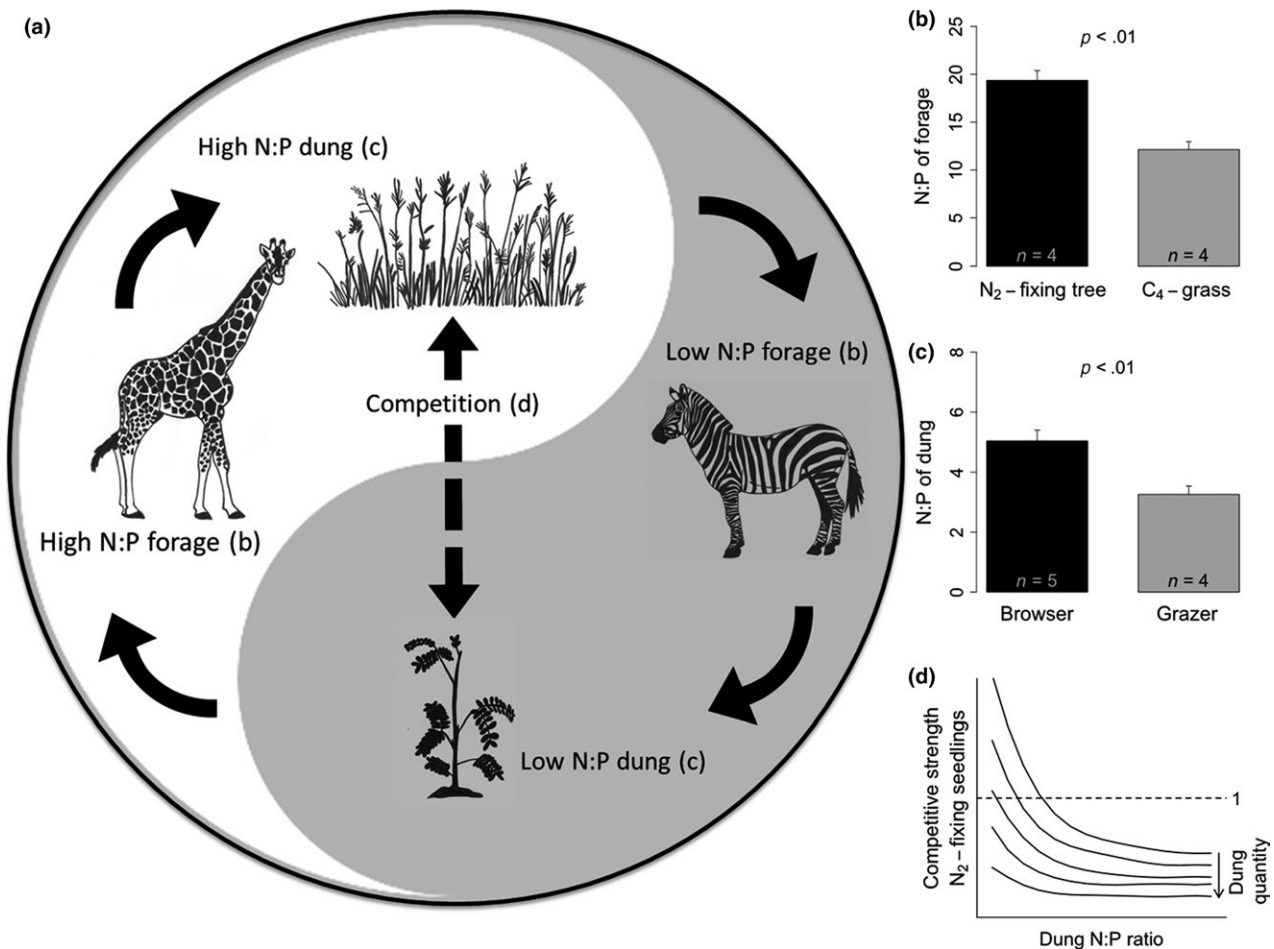 (a)
High N:P dung (c)
Low N:P forage (b)
Competition (d)
High N:P forage (b)
Low N:P dung (c)
(b)
N:P of forage
25
20
15
10
5
0
p < .01
n = 4
n = 4
N₂–fixing tree
C₄–grass
(c)
N:P of dung
8
6
4
2
0
p < .01
n = 5
n = 4
Browser
Grazer
(d)
Competitive strength
N₂–fixing seedlings
1
Dung
quantity
Dung N:P ratio